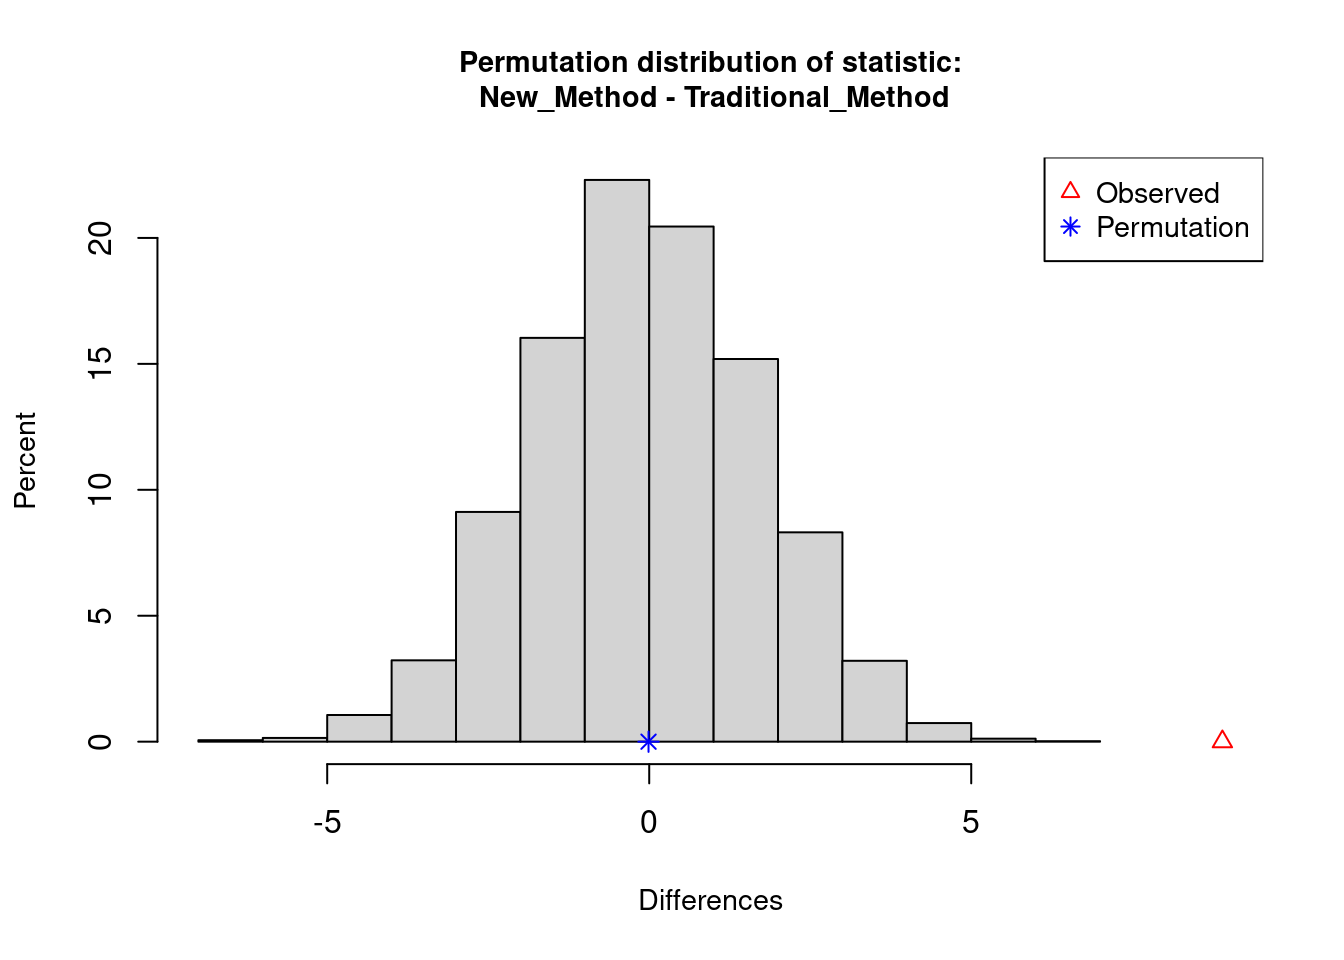 Permutation distribution of statistic:
New_Method - Traditional_Method
Observed
Permutation
Percent
20
15
10
5
0
-5 0 5
Differences